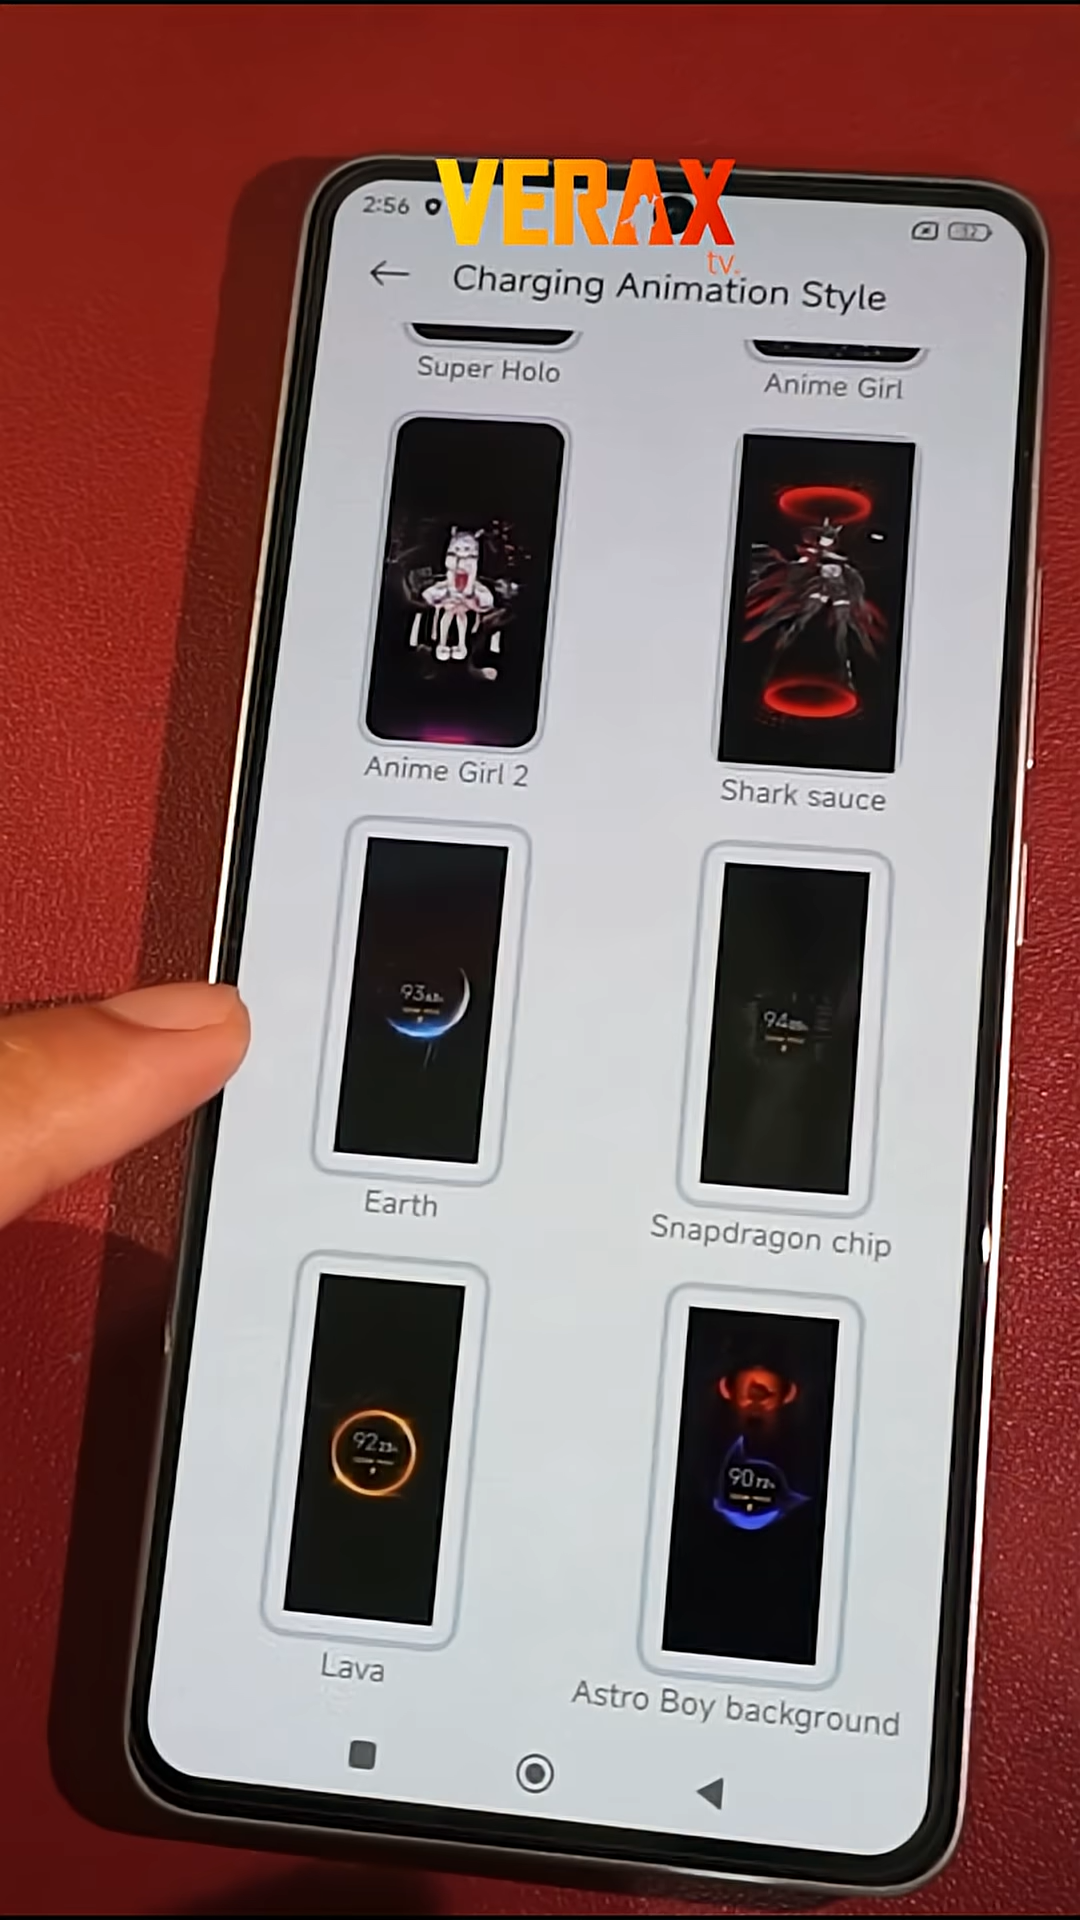 VERAX
tv.
2:56
Charging Animation Style
Super Holo
Anime Girl
Anime Girl 2
Shark sauce
93
94
Earth
Snapdragon chip
92
90
Lava
Astro Boy background